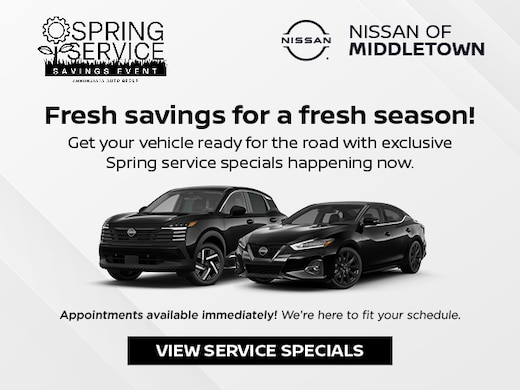 SPRING
SERVICE
SAVINGS EVENT
NISSAN
NISSAN OF
MIDDLETOWN
Fresh savings for a fresh season!
Get your vehicle ready for the road with exclusive
Spring service specials happening now.
Appointments available immediately! We're here to fit your schedule.
VIEW SERVICE SPECIALS